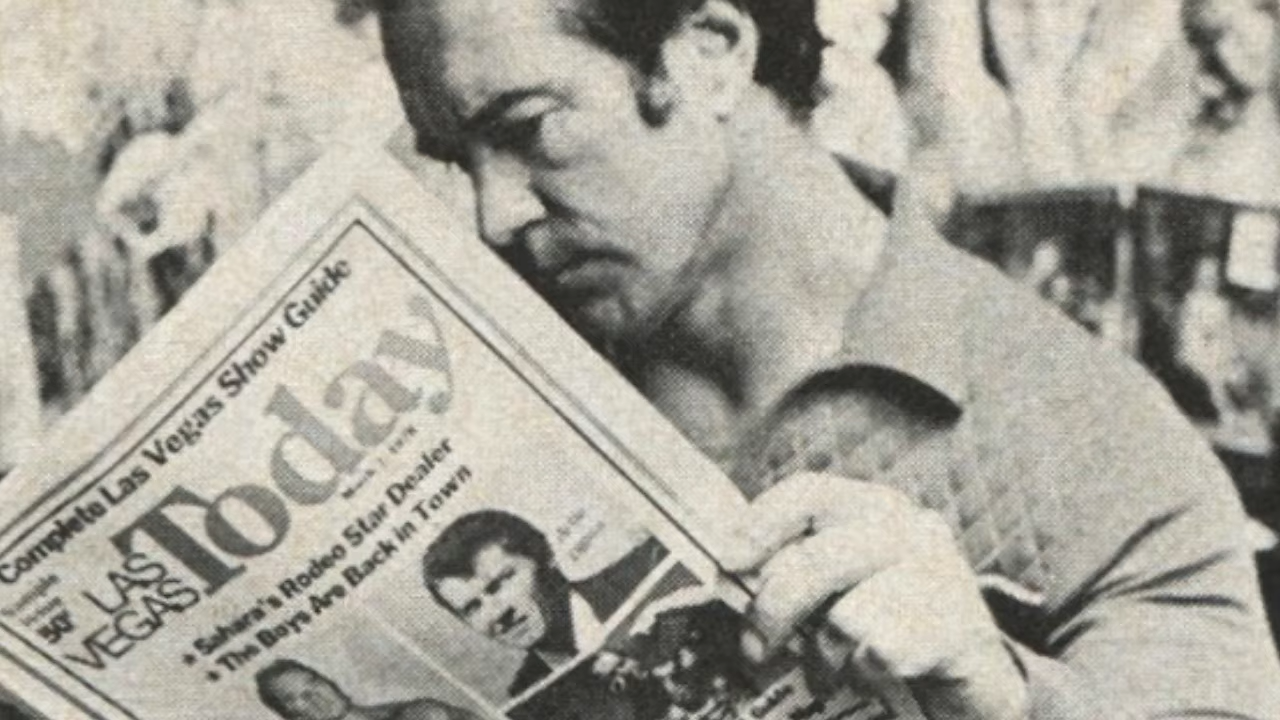 Complete Las Vegas Show Guide
LAS
VEGAS
Today
50¢
* Sahara's Rodeo Star Dealer
* The Boys Are Back in Town